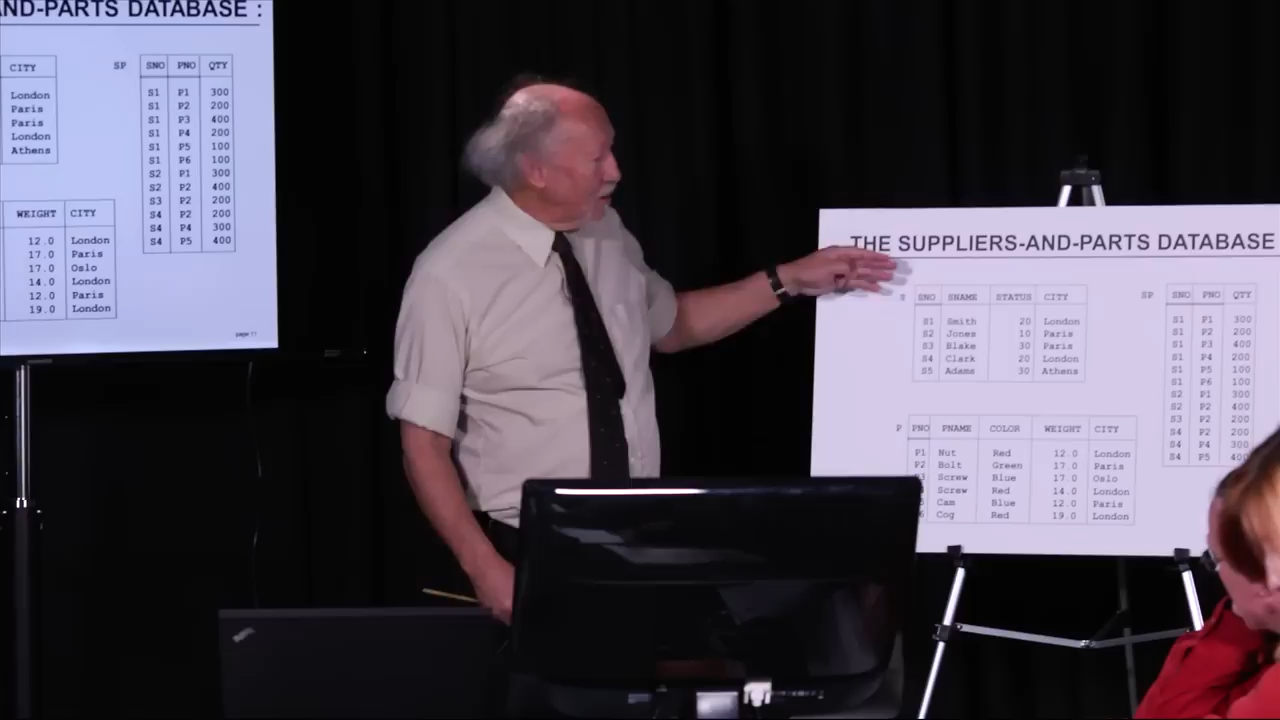 ND-PARTS DATABASE :
CITY
London
Paris
Paris
London
Athens
SP SNO PNO QTY
S1 P1 300
S1 P2 200
S1 P3 400
S1 P4 200
S1 P5 100
S1 P6 100
S2 P1 300
S2 P2 400
S3 P2 200
S4 P2 200
S4 P4 300
S4 P5 400
WEIGHT CITY
12.0 London
17.0 Paris
17.0 Oslo
14.0 London
12.0 Paris
19.0 London
page 11
THE SUPPLIERS-AND-PARTS DATABASE
S SNO SNAME STATUS CITY
S1 Smith 20 London
S2 Jones 10 Paris
S3 Blake 30 Paris
S4 Clark 20 London
S5 Adams 30 Athens
SP SNO PNO QTY
S1 P1 300
S1 P2 200
S1 P3 400
S1 P4 200
S1 P5 100
S1 P6 100
S2 P1 300
S2 P2 400
S3 P2 200
S4 P2 200
S4 P4 300
S4 P5 400
P PNO PNAME COLOR WEIGHT CITY
P1 Nut Red 12.0 London
P2 Bolt Green 17.0 Paris
3 Screw Blue 17.0 Oslo
Screw Red 14.0 London
Cam Blue 12.0 Paris
Cog Red 19.0 London